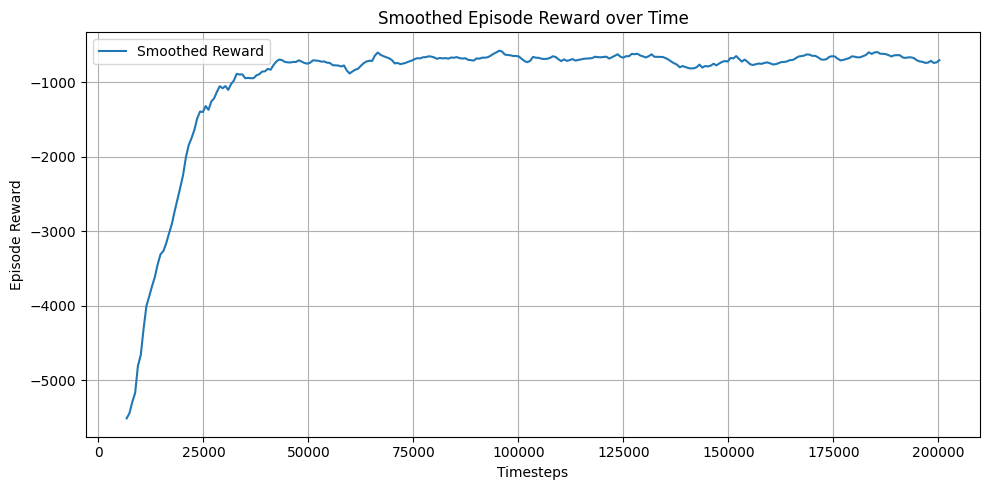 Smoothed Episode Reward over Time
Smoothed Reward
Episode Reward
−1000
−2000
−3000
−4000
−5000
0 25000 50000 75000 100000 125000 150000 175000 200000
Timesteps